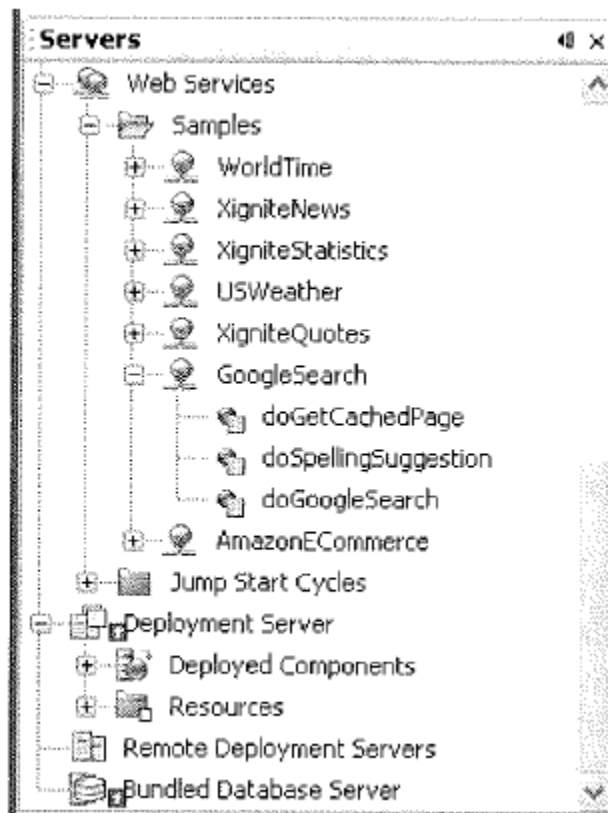 Servers
Web Services
Samples
WorldTime
XigniteNews
XigniteStatistics
USWeather
XigniteQuotes
GoogleSearch
doGetCachedPage
doSpellingSuggestion
doGoogleSearch
AmazonECommerce
Jump Start Cycles
Deployment Server
Deployed Components
Resources
Remote Deployment Servers
Bundled Database Server